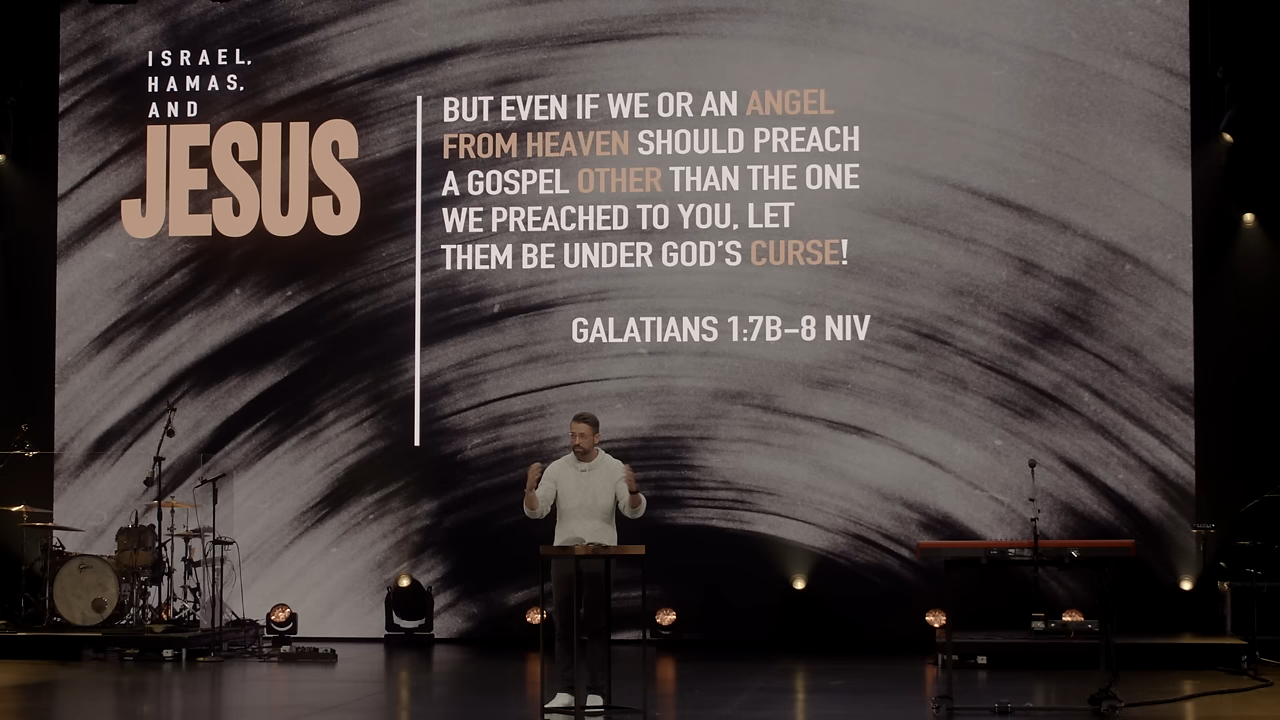 ISRAEL,
HAMAS,
AND
JESUS
BUT EVEN IF WE OR AN ANGEL
FROM HEAVEN SHOULD PREACH
A GOSPEL OTHER THAN THE ONE
WE PREACHED TO YOU, LET
THEM BE UNDER GOD’S CURSE!
GALATIANS 1:7B–8 NIV